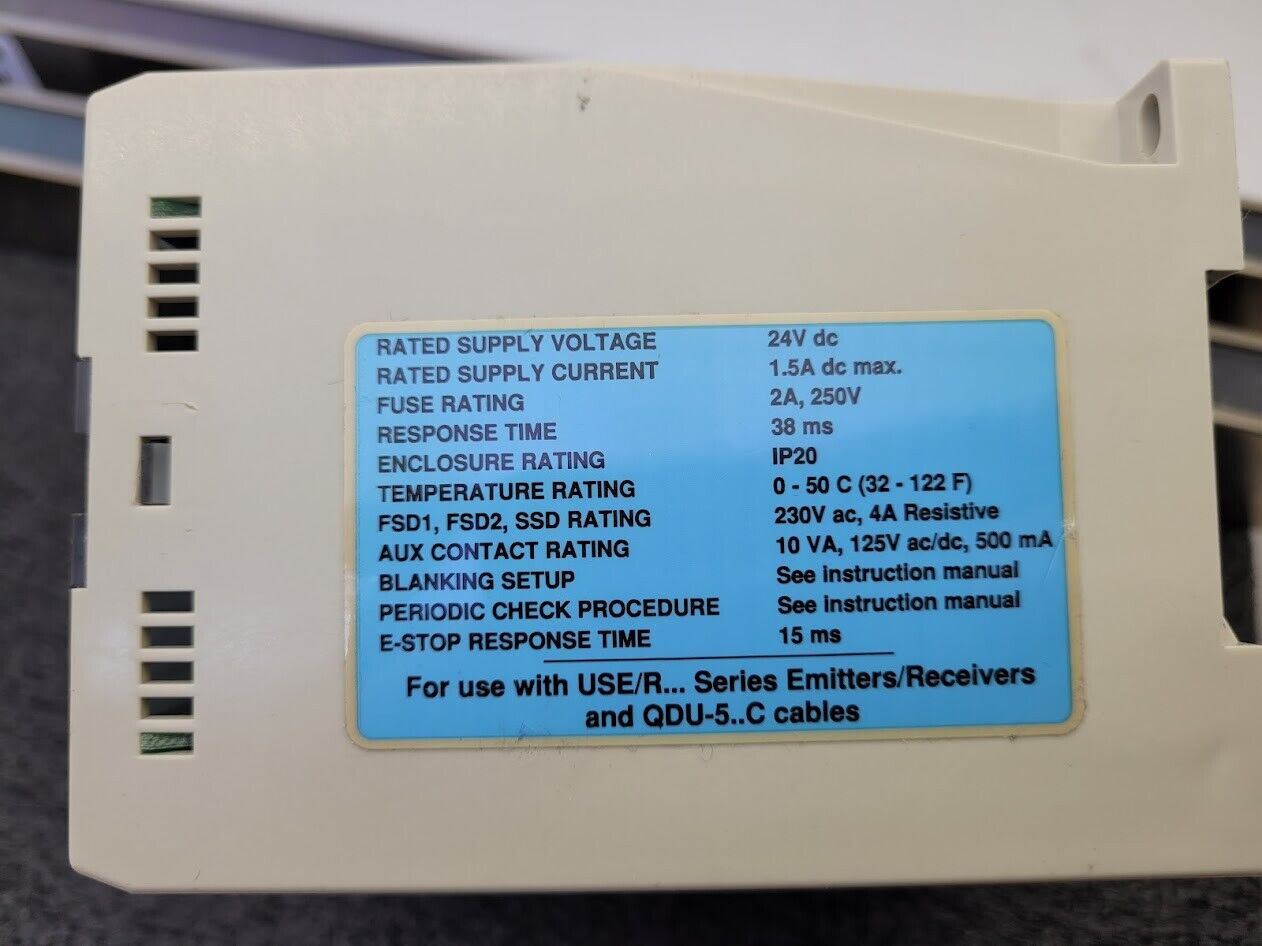 RATED SUPPLY VOLTAGE 24V dc
RATED SUPPLY CURRENT 1.5A dc max.
FUSE RATING 2A, 250V
RESPONSE TIME 38 ms
ENCLOSURE RATING IP20
TEMPERATURE RATING 0 - 50 C (32 - 122 F)
FSD1, FSD2, SSD RATING 230V ac, 4A Resistive
AUX CONTACT RATING 10 VA, 125V ac/dc, 500 mA
BLANKING SETUP See instruction manual
PERIODIC CHECK PROCEDURE See instruction manual
E-STOP RESPONSE TIME 15 ms
For use with USE/R... Series Emitters/Receivers
and QDU-5..C cables